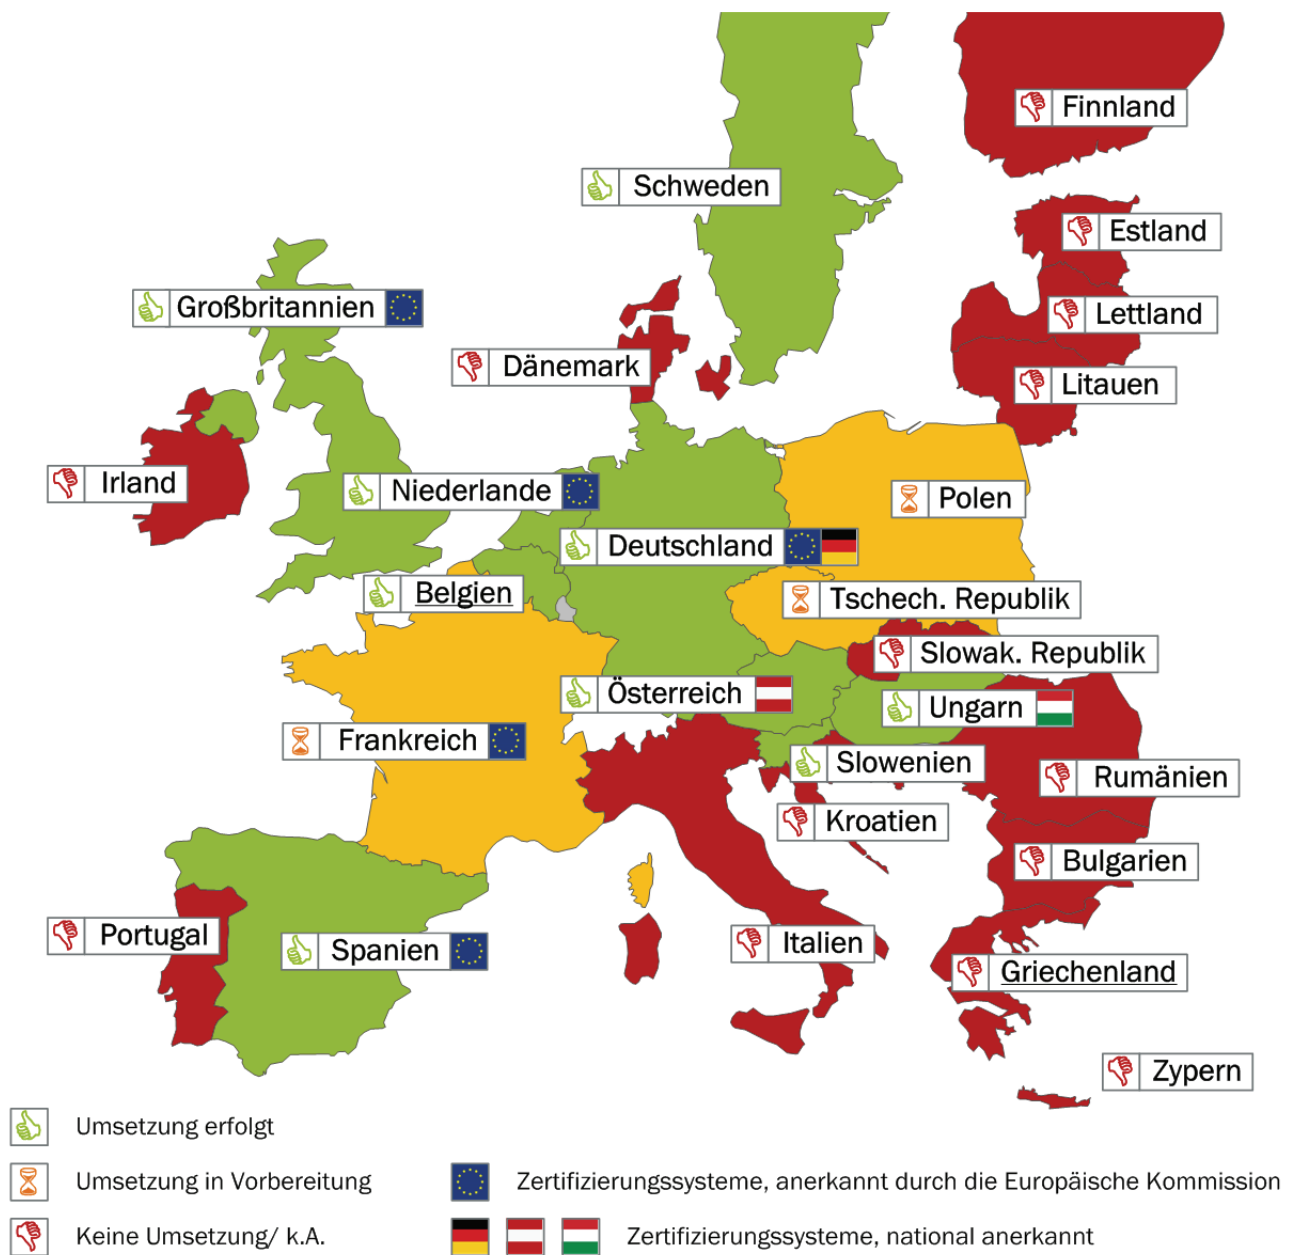 Finnland
Schweden
Estland
Großbritannien
Lettland
Dänemark
Litauen
Irland
Niederlande
Polen
Deutschland
Belgien
Tschech. Republik
Slowak. Republik
Österreich
Ungarn
Frankreich
Slowenien
Rumänien
Kroatien
Bulgarien
Portugal
Spanien
Italien
Griechenland
Zypern
Umsetzung erfolgt
Umsetzung in Vorbereitung
Zertifizierungssysteme, anerkannt durch die Europäische Kommission
Keine Umsetzung/ k.A.
Zertifizierungssysteme, national anerkannt